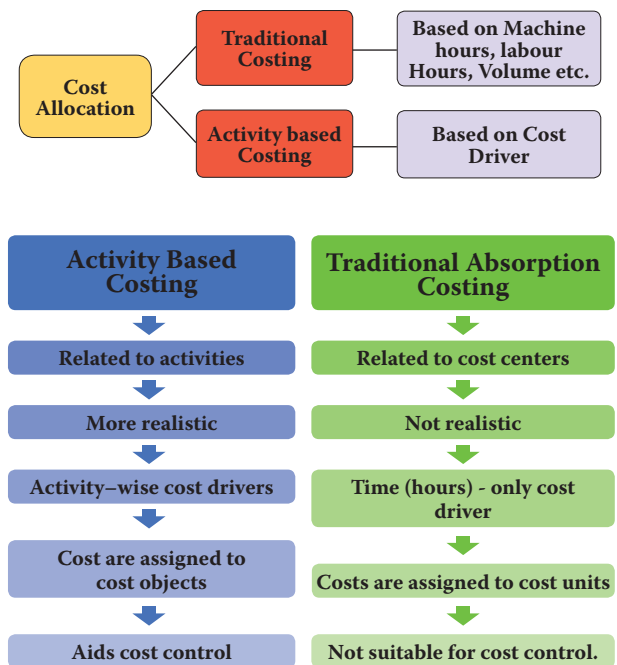 Traditional
Costing
Based on Machine
hours, labour
Hours, Volume etc.
Cost
Allocation
Activity based
Costing
Based on Cost
Driver
Activity Based
Costing
Traditional Absorption
Costing
Related to activities
Related to cost centers
More realistic
Not realistic
Activity–wise cost drivers
Time (hours) - only cost
driver
Cost are assigned to
cost objects
Costs are assigned to cost units
Aids cost control
Not suitable for cost control.